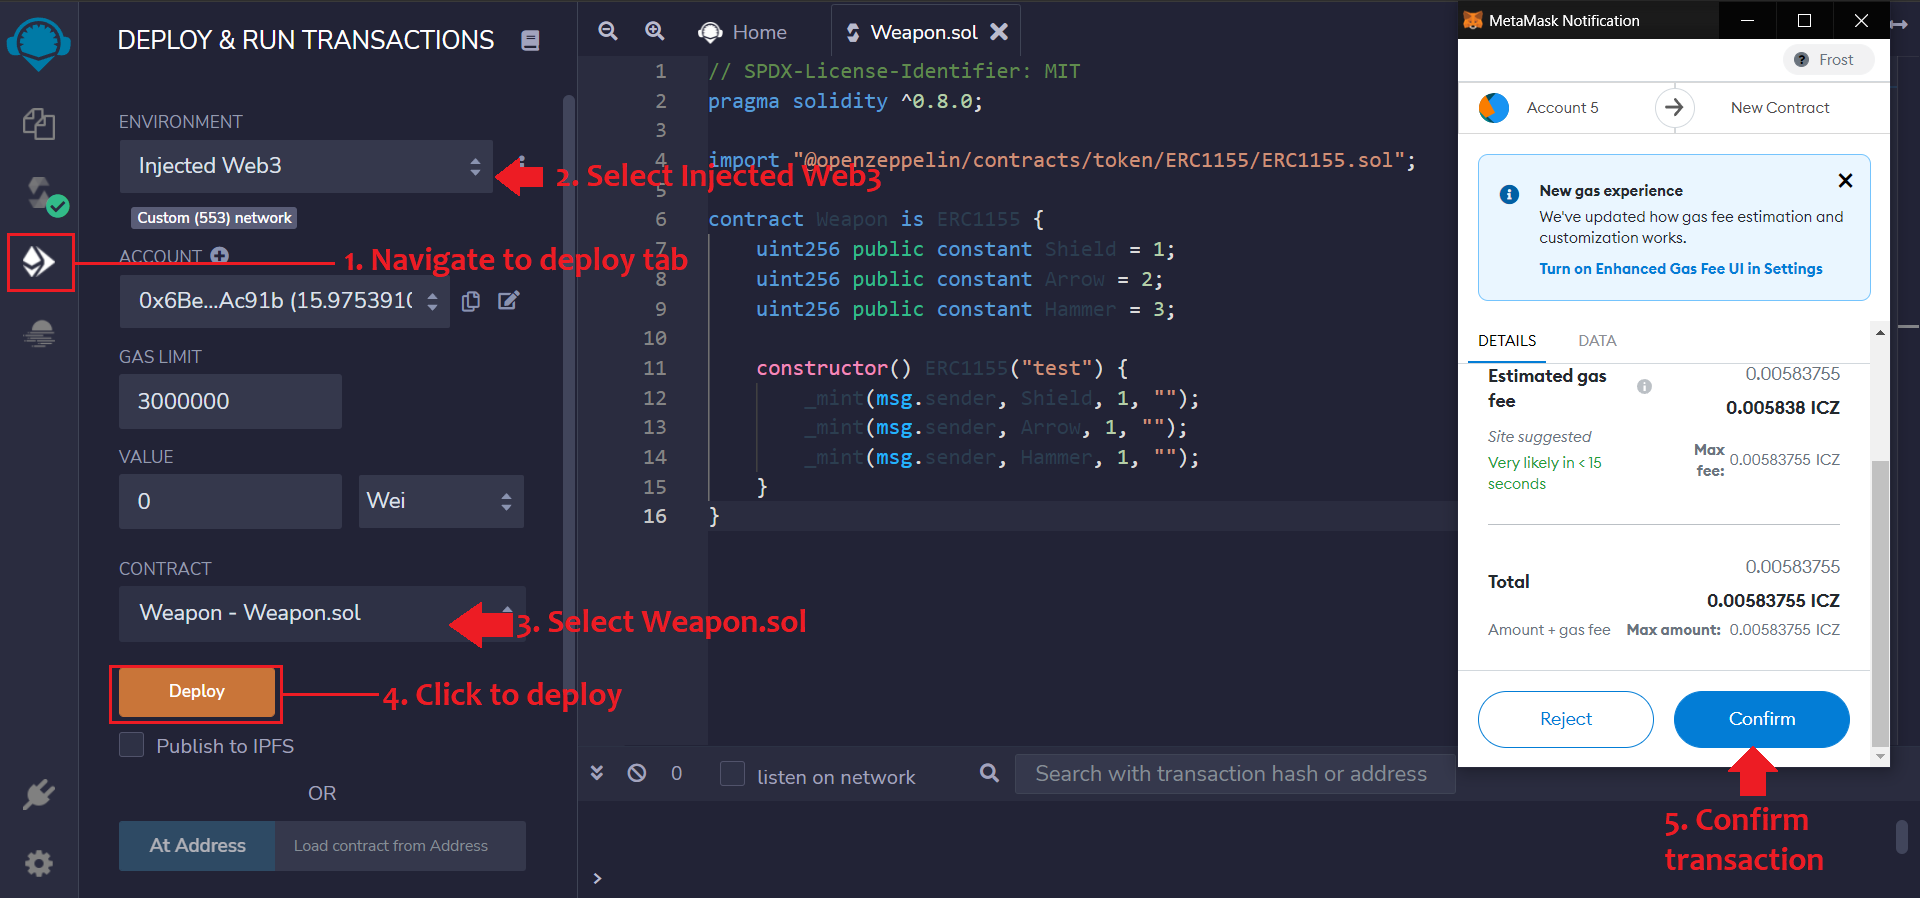 DEPLOY & RUN TRANSACTIONS
ENVIRONMENT
Injected Web3
2. Select Injected Web3
Custom (553) network
ACCOUNT
1. Navigate to deploy tab
0x6Be...Ac91b (15.9753910
GAS LIMIT
3000000
VALUE
0
Wei
CONTRACT
Weapon - Weapon.sol
3. Select Weapon.sol
Deploy
4. Click to deploy
Publish to IPFS
OR
At Address
Load contract from Address
Home
Weapon.sol
1 // SPDX-License-Identifier: MIT
2 pragma solidity ^0.8.0;
3
4 import "@openzeppelin/contracts/token/ERC1155/ERC1155.sol";
5
6 contract Weapon is ERC1155 {
7 uint256 public constant Shield = 1;
8 uint256 public constant Arrow = 2;
9 uint256 public constant Hammer = 3;
10
11 constructor() ERC1155("test") {
12 _mint(msg.sender, Shield, 1, "");
13 _mint(msg.sender, Arrow, 1, "");
14 _mint(msg.sender, Hammer, 1, "");
15 }
16 }
0
listen on network
Search with transaction hash or address
>
MetaMask Notification
Frost
Account 5
New Contract
New gas experience
We've updated how gas fee estimation and
customization works.
Turn on Enhanced Gas Fee UI in Settings
DETAILS
DATA
Estimated gas
fee
0.00583755
0.005838 ICZ
Site suggested
Very likely in < 15
seconds
Max
fee:
0.00583755 ICZ
0.00583755
Total
0.00583755 ICZ
Amount + gas fee
Max amount: 0.00583755 ICZ
Reject
Confirm
5. Confirm
transaction